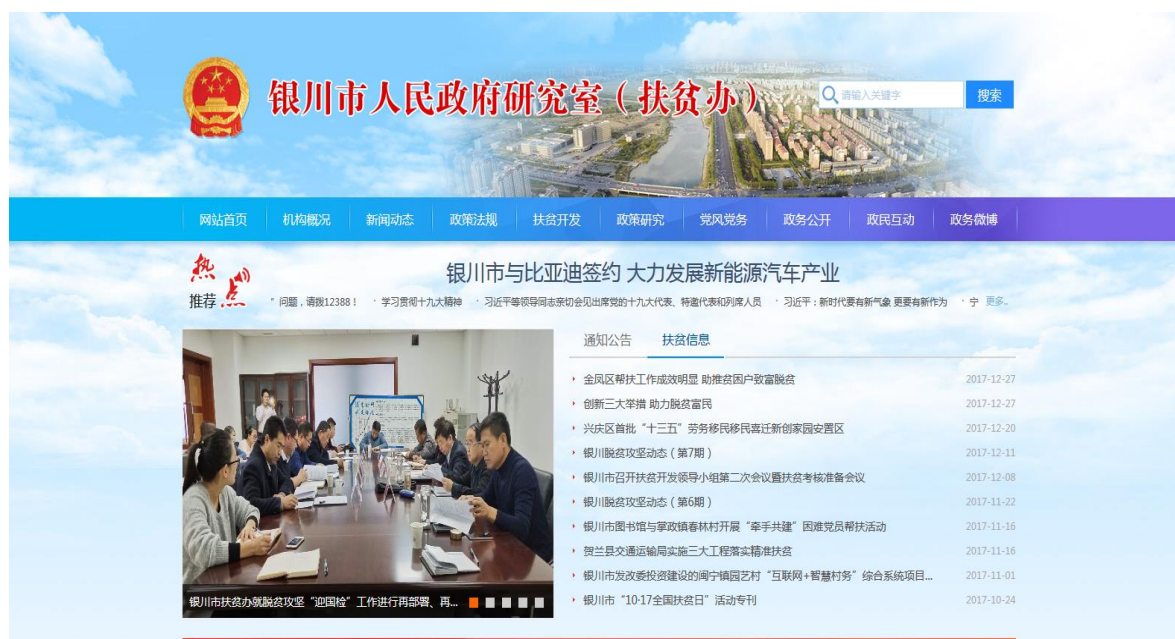 银川市人民政府研究室（扶贫办）
请输入关键字
搜索
网站首页 机构概况 新闻动态 政策法规 扶贫开发 政策研究 党风党务 政务公开 政民互动 政务微博
热点
推荐
银川市与比亚迪签约 大力发展新能源汽车产业
”问题，请拨12388！ ·学习贯彻十九大精神 ·习近平等领导同志亲切会见出席党的十九大代表、特邀代表和列席人员 ·习近平：新时代要有新气象 更要有新作为 ·宁 更多..
通知公告 扶贫信息
金凤区帮扶工作成效明显 助推贫困户致富脱贫 2017-12-27
创新三大举措 助力脱贫富民 2017-12-27
兴庆区首批“十三五”劳务移民移民喜迁新创家园安置区 2017-12-20
银川脱贫攻坚动态（第7期） 2017-12-11
银川市召开扶贫开发领导小组第二次会议暨扶贫考核准备会议 2017-12-08
银川脱贫攻坚动态（第6期） 2017-11-22
银川市图书馆与掌政镇春林村开展“牵手共建”困难党员帮扶活动 2017-11-16
贺兰县交通运输局实施三大工程落实精准扶贫 2017-11-16
银川市发改委投资建设的闽宁镇园艺村“互联网+智慧村务”综合系统项目... 2017-11-01
银川市“10·17全国扶贫日”活动专刊 2017-10-24
银川市扶贫办就脱贫攻坚“迎国检”工作进行再部署、再...